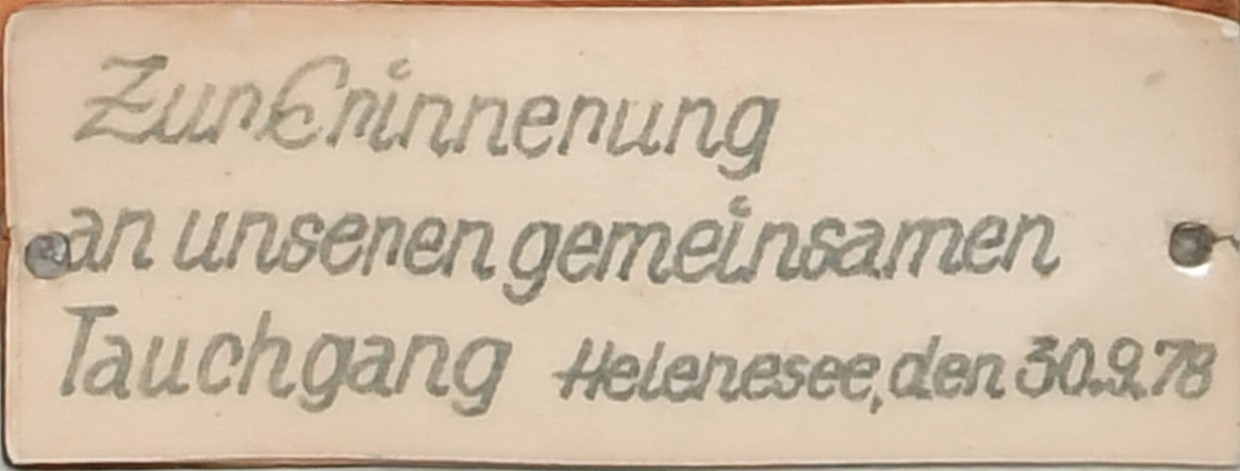 Zur Erinnerung
an unseren gemeinsamen
Tauchgang Helenesee, den 30.9.78